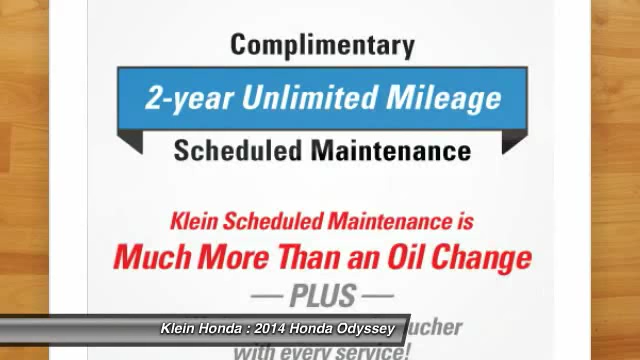 Complimentary
2-year Unlimited Mileage
Scheduled Maintenance
Klein Scheduled Maintenance is
Much More Than an Oil Change
— PLUS —
Klein Honda : 2014 Honda Odyssey
with every service!